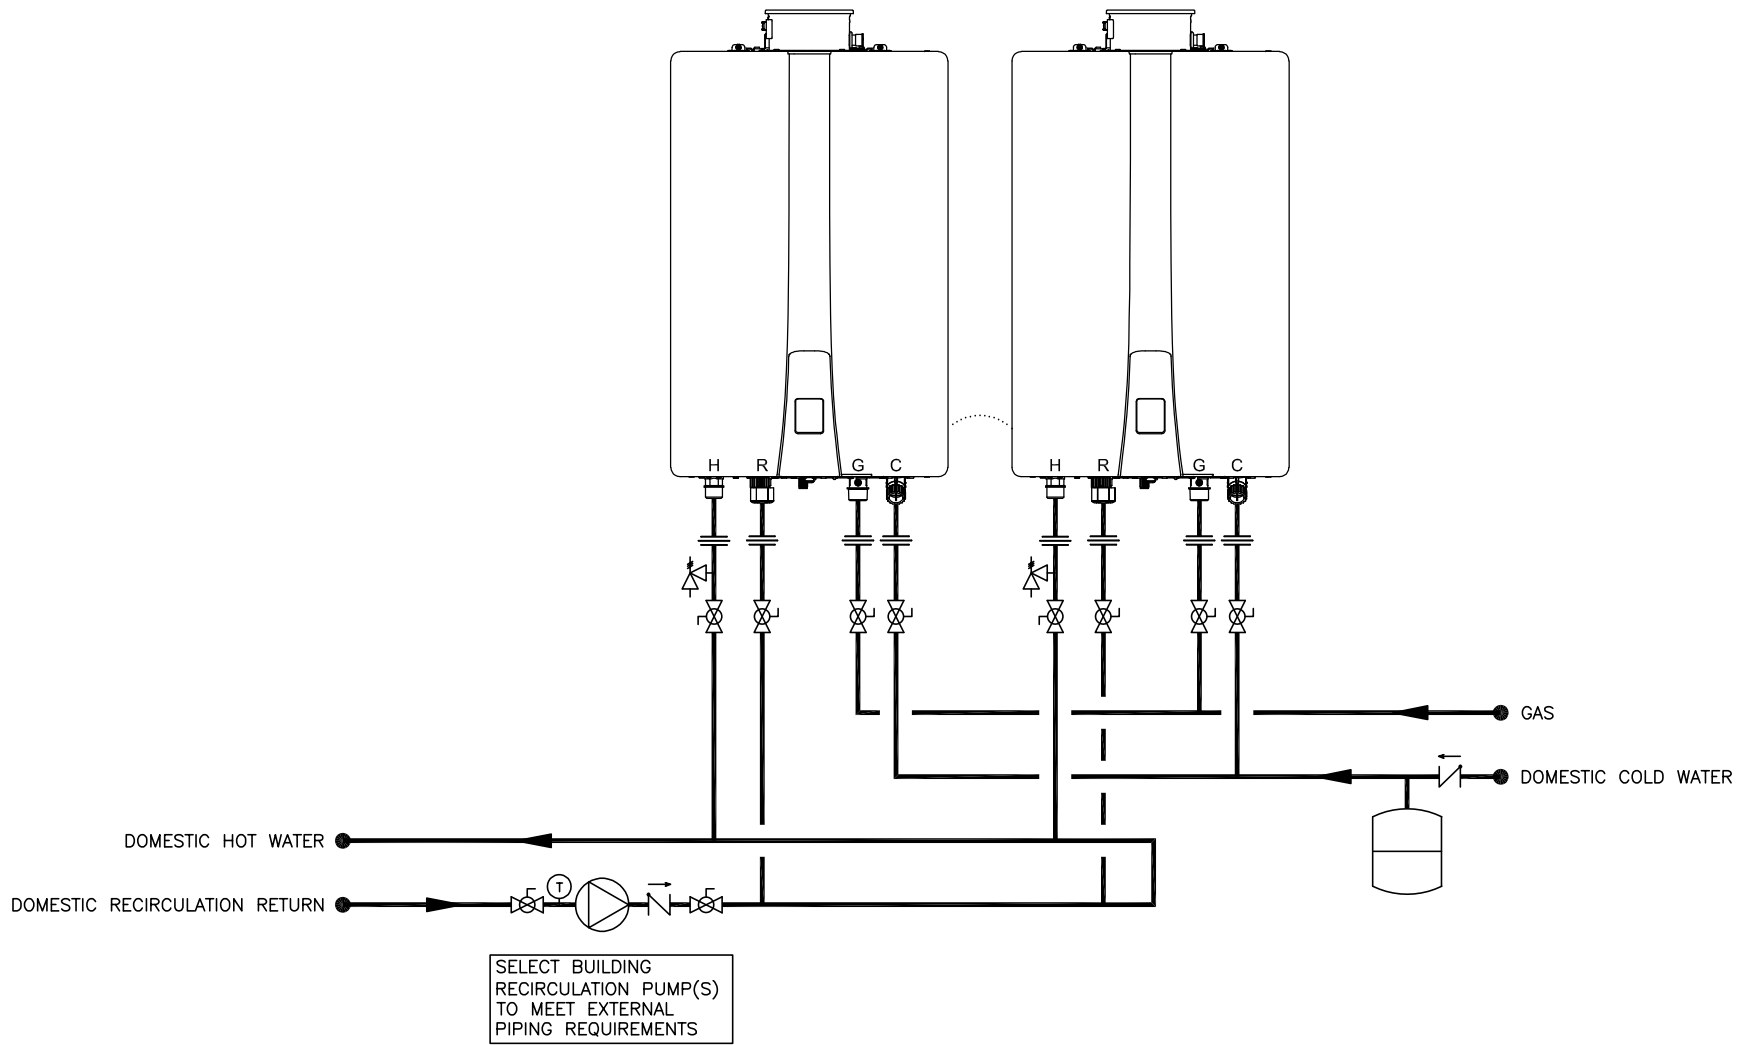 H R G C H R G C
GAS
DOMESTIC COLD WATER
DOMESTIC HOT WATER
T
DOMESTIC RECIRCULATION RETURN
SELECT BUILDING
RECIRCULATION PUMP(S)
TO MEET EXTERNAL
PIPING REQUIREMENTS